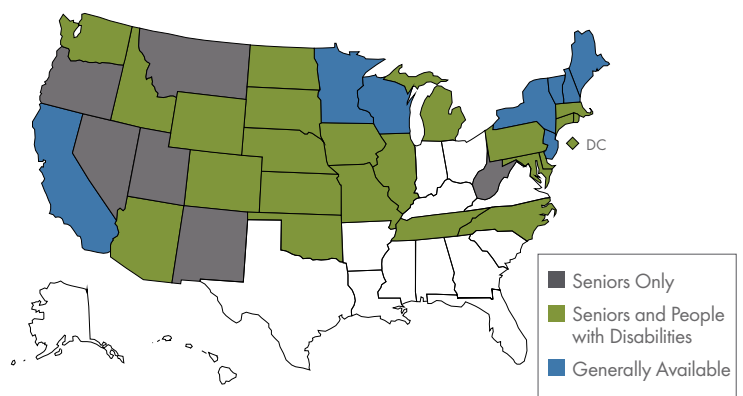 DC
Seniors Only
Seniors and People
with Disabilities
Generally Available